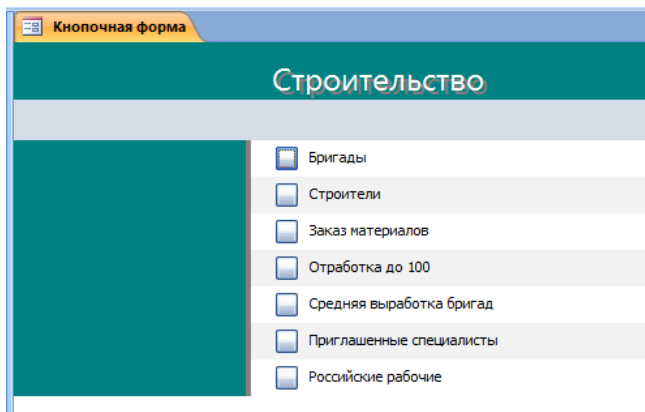 Кнопочная форма
Строительство
Бригады
Строители
Заказ материалов
Отработка до 100
Средняя выработка бригад
Приглашенные специалисты
Российские рабочие